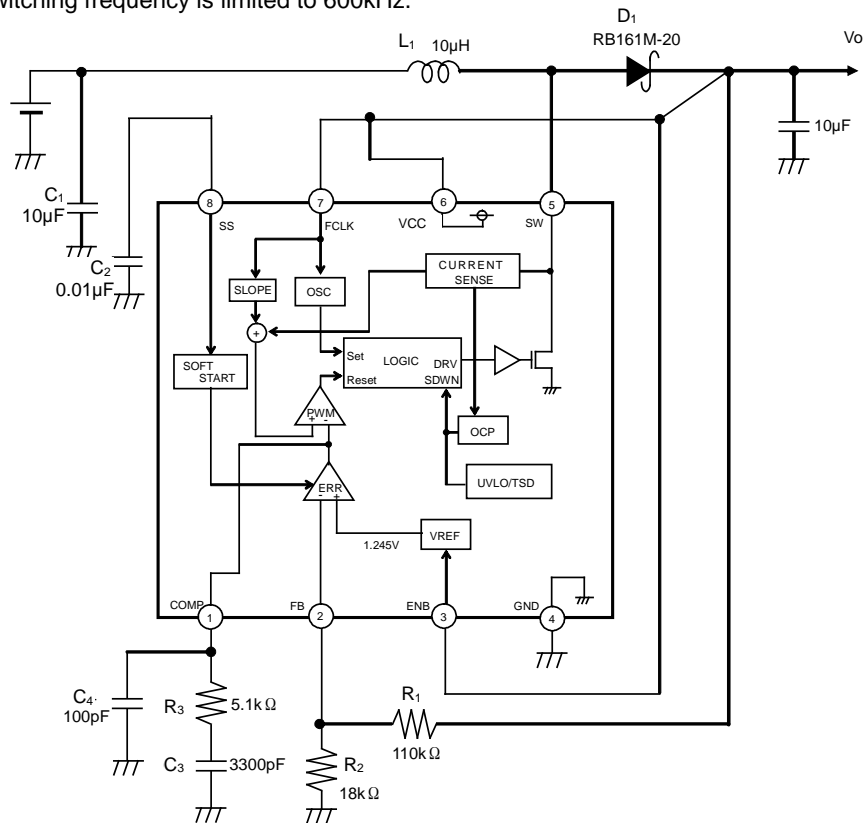 witching frequency is limited to 600kHz.
D1
RB161M-20
Vo
L1 10µH
10µF
C1
10µF
C2
0.01µF
8 7 6 5
SS FCLK VCC SW
CURRENT
SENSE
SLOPE OSC
+
Set LOGIC DRV
Reset SDWN
SOFT
START
PWM
+ -
OCP
ERR
- +
UVLO/TSD
VREF
1.245V
COMP FB ENB GND
1 2 3 4
C4.
100pF
R3 5.1kΩ
C3 3300pF
R1
110kΩ
R2
18kΩ